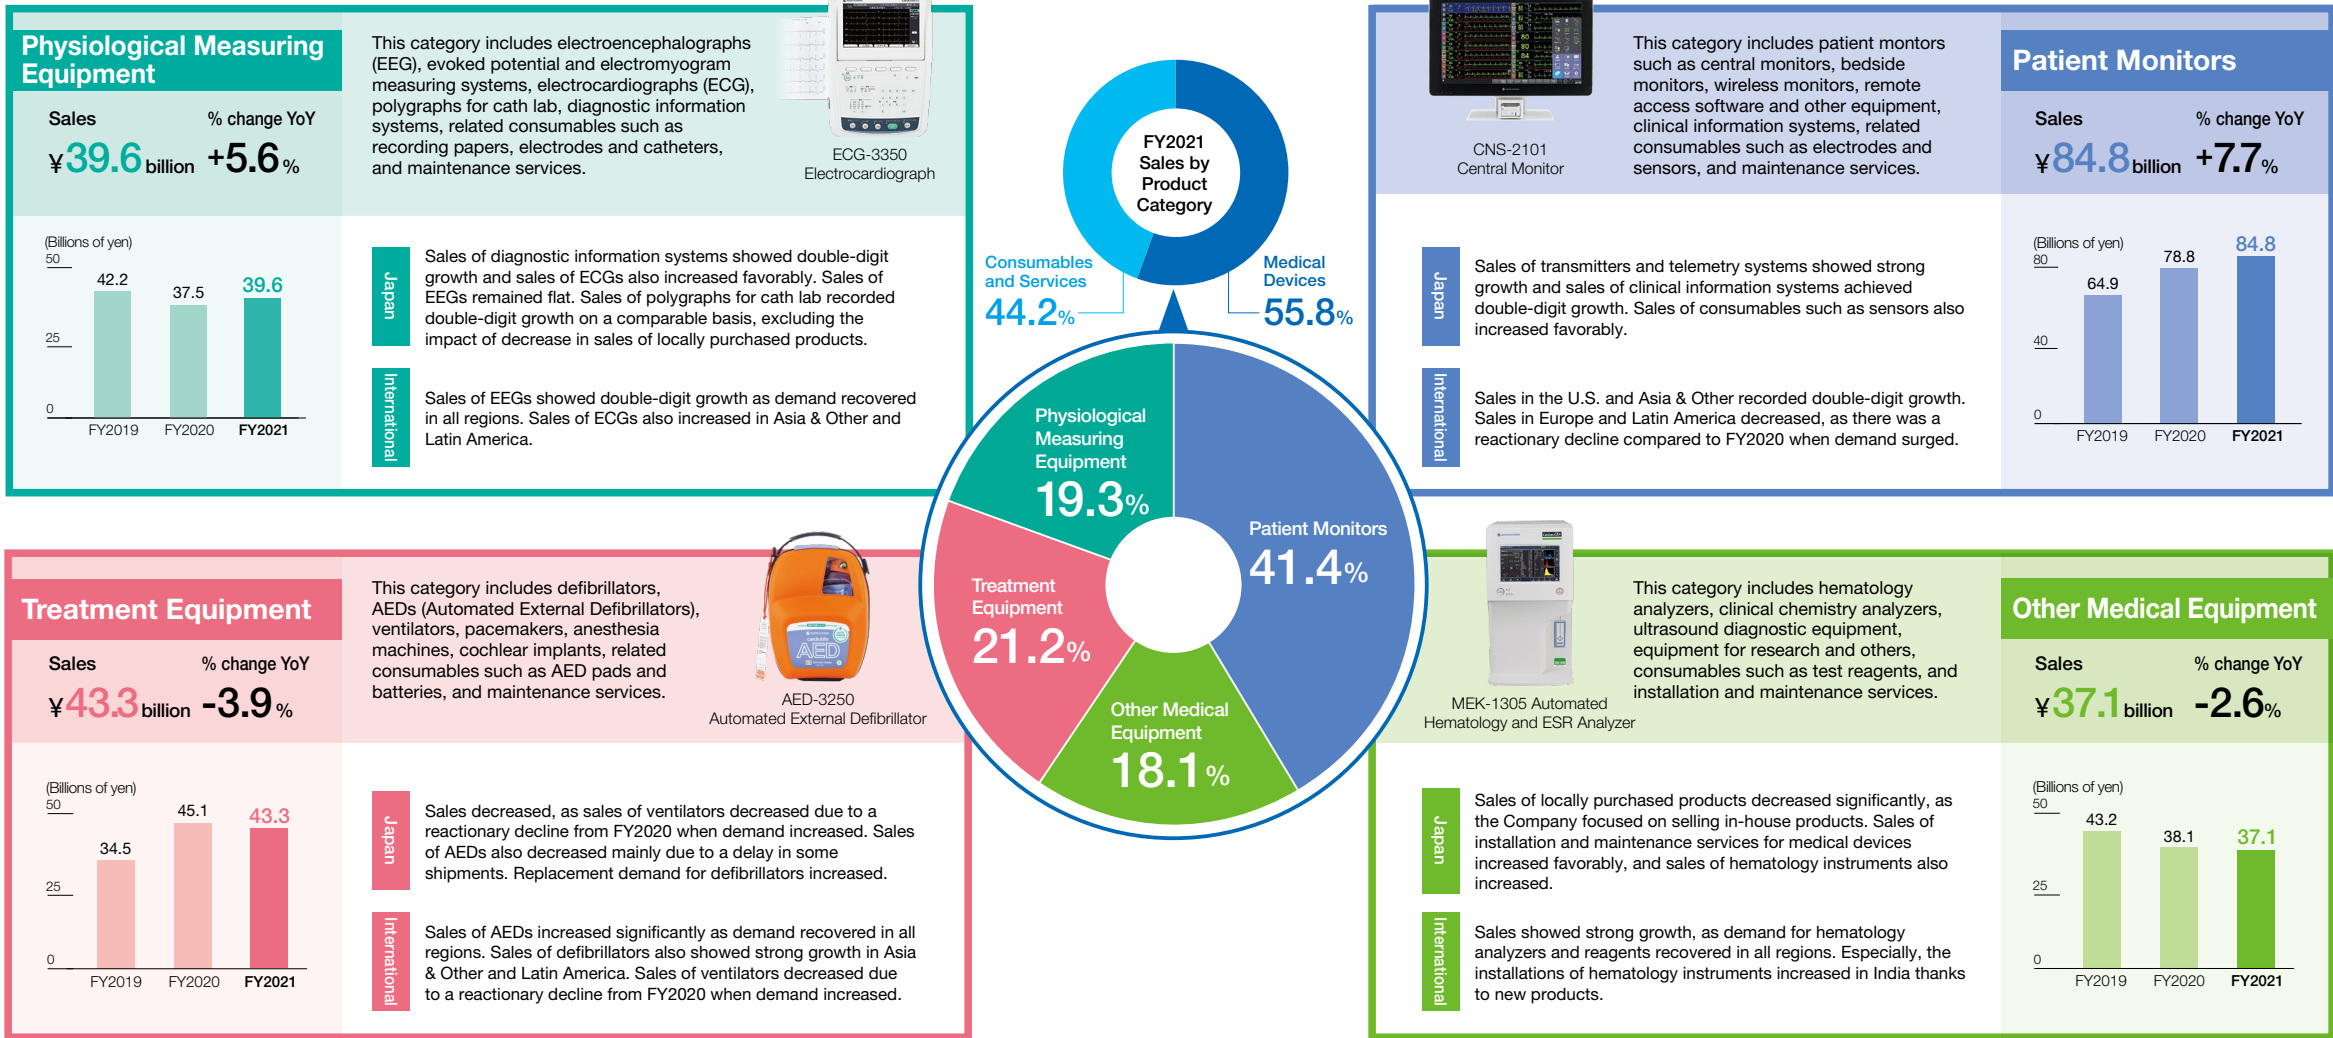 Physiological Measuring
Equipment
Sales
% change YoY
¥39.6 billion
+5.6 %
(Billions of yen)
50
25
0
42.2
37.5
39.6
FY2019
FY2020
FY2021
This category includes electroencephalographs
(EEG), evoked potential and electromyogram
measuring systems, electrocardiographs (ECG),
polygraphs for cath lab, diagnostic information
systems, related consumables such as
recording papers, electrodes and catheters,
and maintenance services.
ECG-3350
Electrocardiograph
Japan
Sales of diagnostic information systems showed double-digit
growth and sales of ECGs also increased favorably. Sales of
EEGs remained flat. Sales of polygraphs for cath lab recorded
double-digit growth on a comparable basis, excluding the
impact of decrease in sales of locally purchased products.
International
Sales of EEGs showed double-digit growth as demand recovered
in all regions. Sales of ECGs also increased in Asia & Other and
Latin America.
FY2021
Sales by
Product
Category
Consumables
and Services
44.2%
Medical
Devices
55.8%
Physiological
Measuring
Equipment
19.3%
Patient Monitors
41.4%
Treatment
Equipment
21.2%
Other Medical
Equipment
18.1%
CNS-2101
Central Monitor
This category includes patient montors
such as central monitors, bedside
monitors, wireless monitors, remote
access software and other equipment,
clinical information systems, related
consumables such as electrodes and
sensors, and maintenance services.
Patient Monitors
Sales
% change YoY
¥84.8 billion
+7.7%
(Billions of yen)
80
40
0
64.9
78.8
84.8
FY2019
FY2020
FY2021
Japan
Sales of transmitters and telemetry systems showed strong
growth and sales of clinical information systems achieved
double-digit growth. Sales of consumables such as sensors also
increased favorably.
International
Sales in the U.S. and Asia & Other recorded double-digit growth.
Sales in Europe and Latin America decreased, as there was a
reactionary decline compared to FY2020 when demand surged.
Treatment Equipment
Sales
% change YoY
¥43.3 billion
-3.9 %
(Billions of yen)
50
25
0
34.5
45.1
43.3
FY2019
FY2020
FY2021
This category includes defibrillators,
AEDs (Automated External Defibrillators),
ventilators, pacemakers, anesthesia
machines, cochlear implants, related
consumables such as AED pads and
batteries, and maintenance services.
AED
AED-3250
Automated External Defibrillator
Japan
Sales decreased, as sales of ventilators decreased due to a
reactionary decline from FY2020 when demand increased. Sales
of AEDs also decreased mainly due to a delay in some
shipments. Replacement demand for defibrillators increased.
International
Sales of AEDs increased significantly as demand recovered in all
regions. Sales of defibrillators also showed strong growth in Asia
& Other and Latin America. Sales of ventilators decreased due
to a reactionary decline from FY2020 when demand increased.
MEK-1305 Automated
Hematology and ESR Analyzer
This category includes hematology
analyzers, clinical chemistry analyzers,
ultrasound diagnostic equipment,
equipment for research and others,
consumables such as test reagents, and
installation and maintenance services.
Other Medical Equipment
Sales
% change YoY
¥37.1 billion
-2.6%
(Billions of yen)
50
25
0
43.2
38.1
37.1
FY2019
FY2020
FY2021
Japan
Sales of locally purchased products decreased significantly, as
the Company focused on selling in-house products. Sales of
installation and maintenance services for medical devices
increased favorably, and sales of hematology instruments also
increased.
International
Sales showed strong growth, as demand for hematology
analyzers and reagents recovered in all regions. Especially, the
installations of hematology instruments increased in India thanks
to new products.